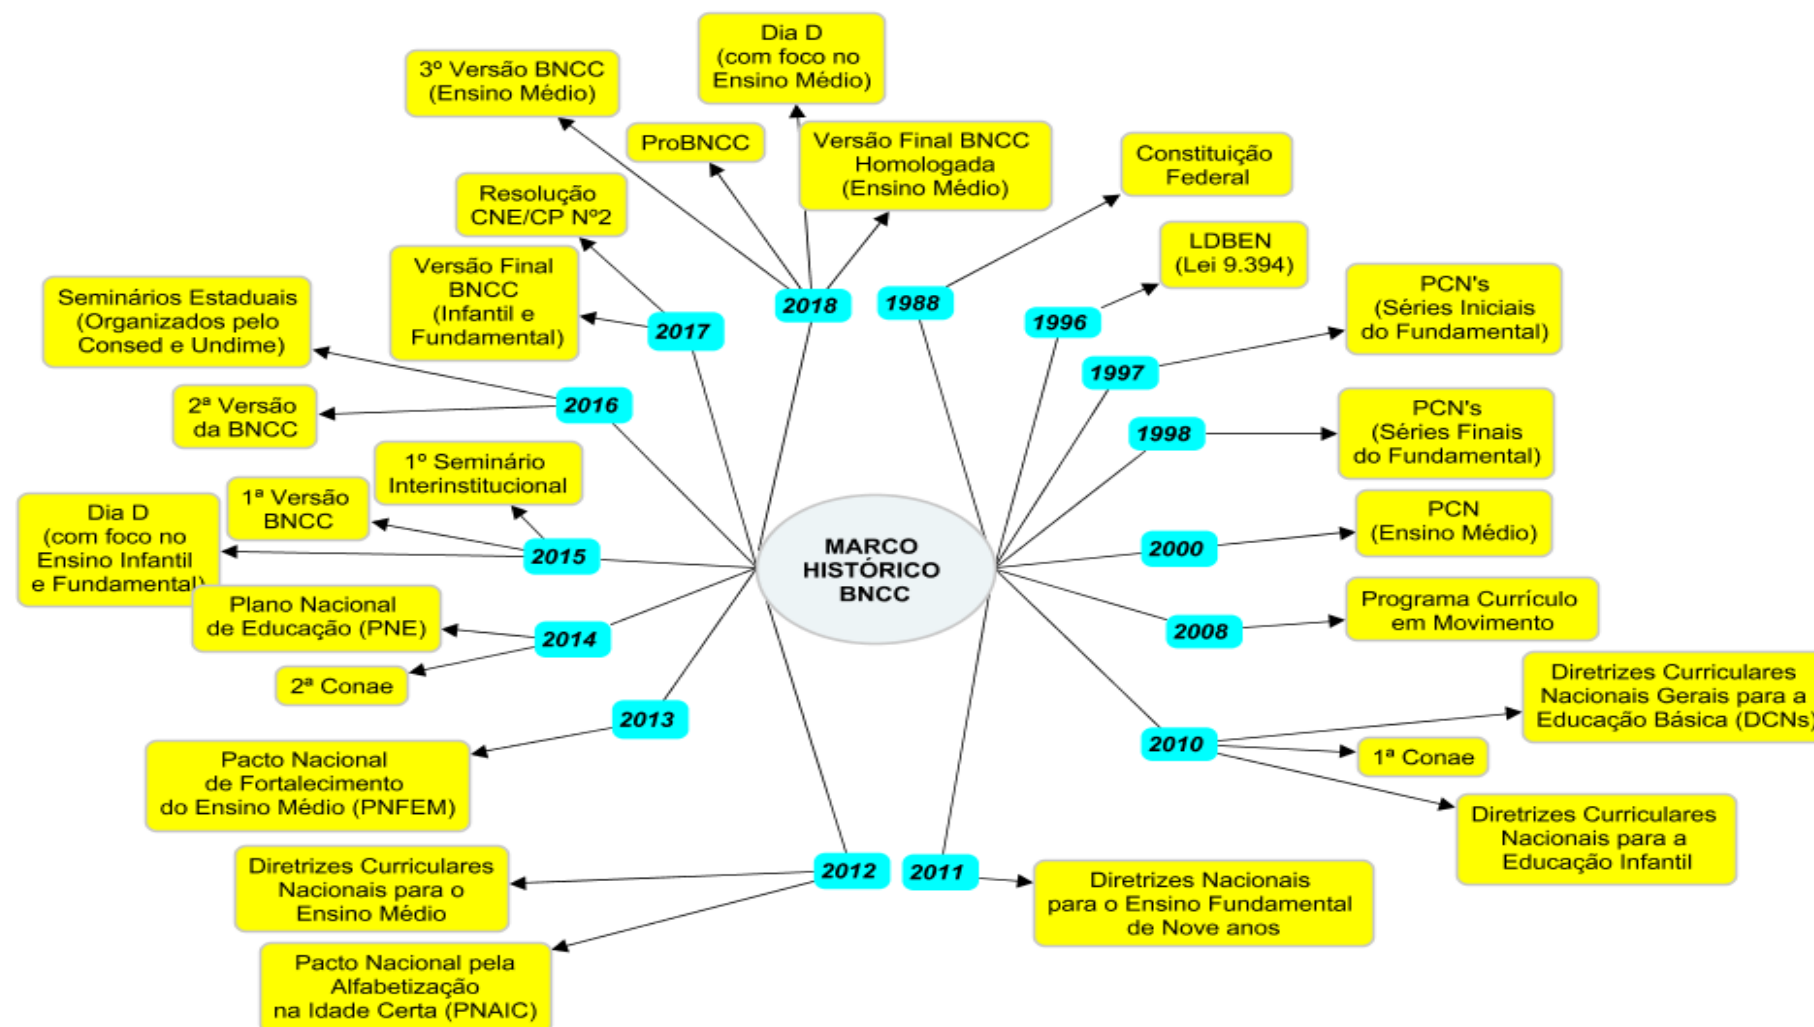 MARCO
HISTÓRICO
BNCC
1988
Constituição
Federal
1996
LDBEN
(Lei 9.394)
1997
PCN's
(Séries Iniciais
do Fundamental)
1998
PCN's
(Séries Finais
do Fundamental)
2000
PCN
(Ensino Médio)
2008
Programa Currículo
em Movimento
2010
Diretrizes Curriculares
Nacionais Gerais para a
Educação Básica (DCNs)
1ª Conae
Diretrizes Curriculares
Nacionais para a
Educação Infantil
2011
Diretrizes Nacionais
para o Ensino Fundamental
de Nove anos
2012
Diretrizes Curriculares
Nacionais para o
Ensino Médio
Pacto Nacional pela
Alfabetização
na Idade Certa (PNAIC)
2013
Pacto Nacional
de Fortalecimento
do Ensino Médio (PNFEM)
2014
Plano Nacional
de Educação (PNE)
2ª Conae
2015
1º Seminário
Interinstitucional
1ª Versão
BNCC
Dia D
(com foco no
Ensino Infantil
e Fundamental)
2016
Seminários Estaduais
(Organizados pelo
Consed e Undime)
2ª Versão
da BNCC
2017
Resolução
CNE/CP Nº2
Versão Final
BNCC
(Infantil e
Fundamental)
2018
3º Versão BNCC
(Ensino Médio)
ProBNCC
Dia D
(com foco no
Ensino Médio)
Versão Final BNCC
Homologada
(Ensino Médio)